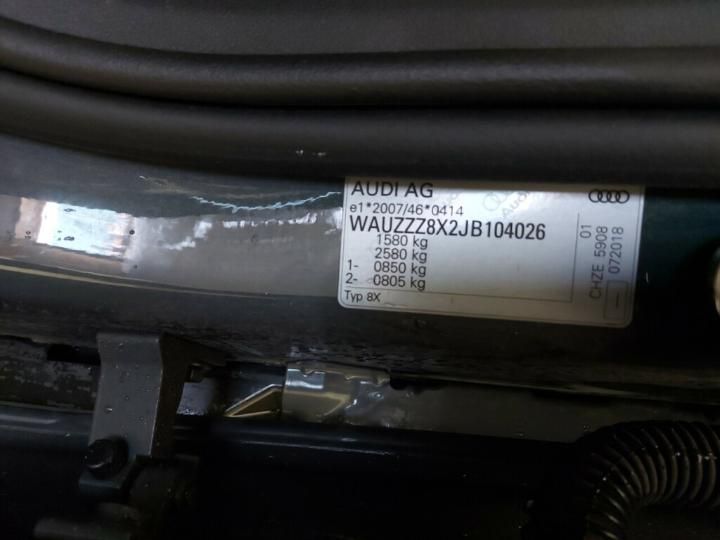 AUDI AG
e1*2007/46*0414
WAUZZZ8X2JB104026
1580 kg
2580 kg
1- 0850 kg
2- 0805 kg
Typ 8X
01
CHZE 5908
072018